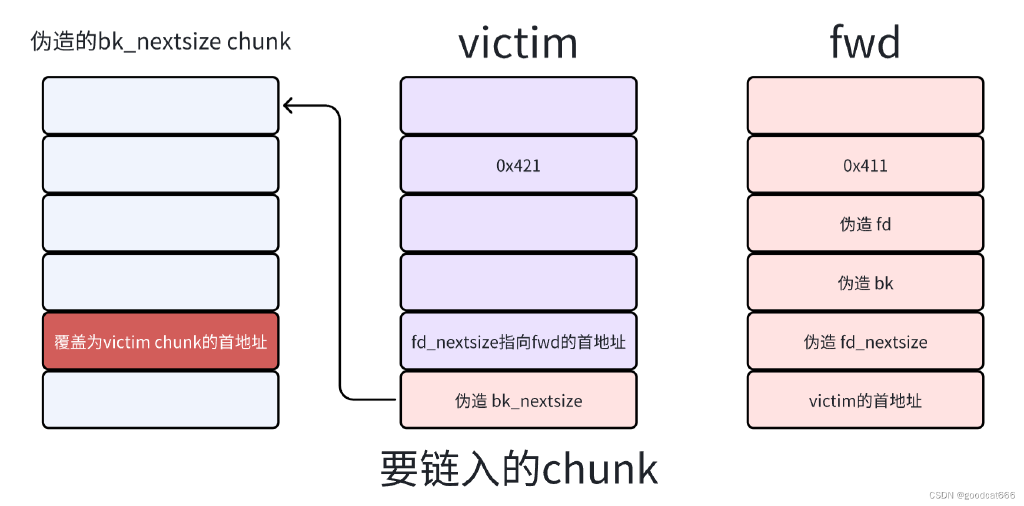 伪造的bk_nextsize chunk
victim
fwd
0x421
0x411
伪造 fd
伪造 bk
覆盖为victim chunk的首地址
fd_nextsize指向fwd的首地址
伪造 fd_nextsize
伪造 bk_nextsize
victim的首地址
要链入的chunk
CSDN @goodcat666